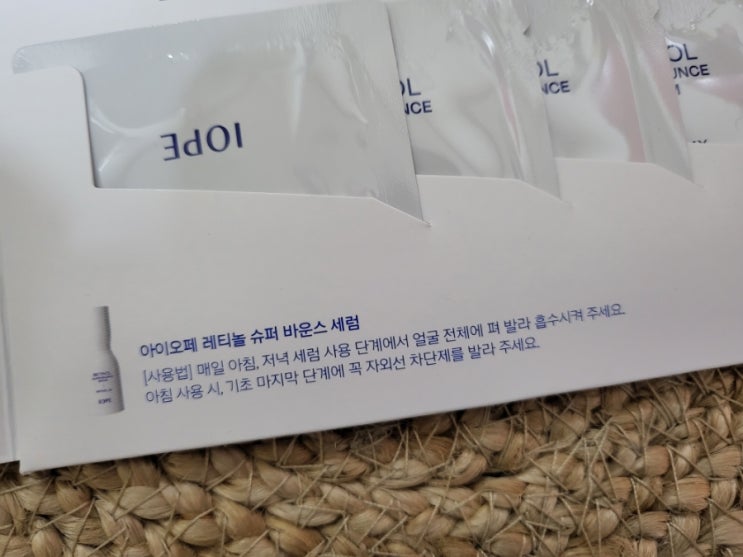 IOPE
OL
NCE
OL
NCE
OL
UNCE
아이오페 레티놀 슈퍼 바운스 세럼
[사용법] 매일 아침, 저녁 세럼 사용 단계에서 얼굴 전체에 펴 발라 흡수시켜 주세요.
아침 사용 시, 기초 마지막 단계에 꼭 자외선 차단제를 발라 주세요.
IOPE